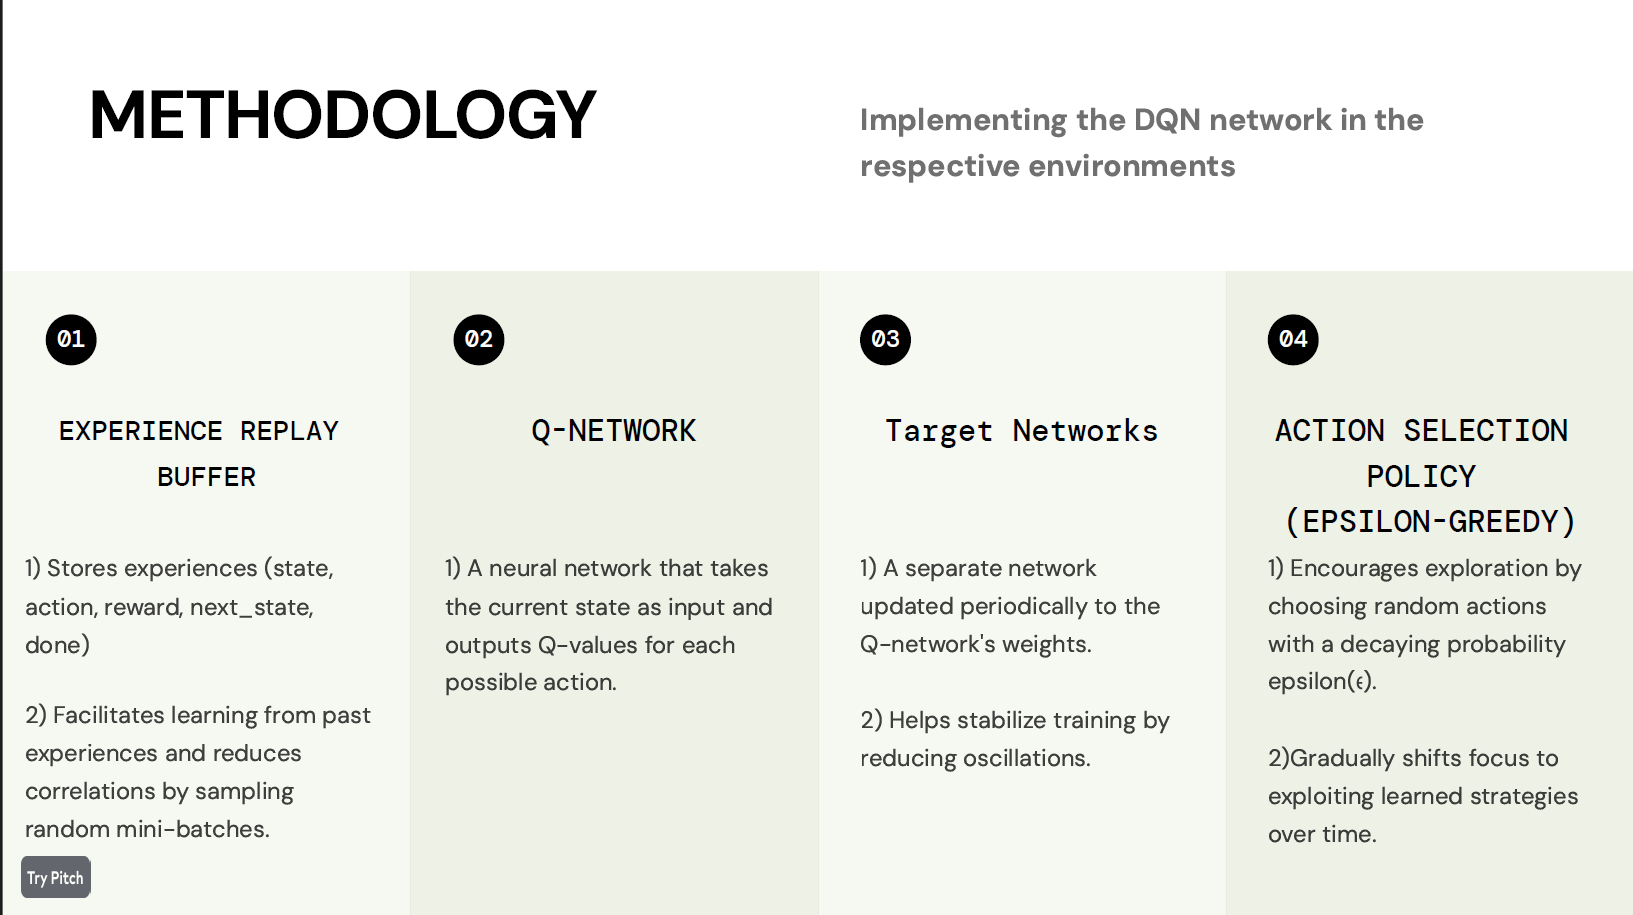 METHODOLOGY
Implementing the DQN network in the
respective environments
01
EXPERIENCE REPLAY
BUFFER
1) Stores experiences (state,
action, reward, next_state,
done)
2) Facilitates learning from past
experiences and reduces
correlations by sampling
random mini-batches.
02
Q-NETWORK
1) A neural network that takes
the current state as input and
outputs Q-values for each
possible action.
03
Target Networks
1) A separate network
updated periodically to the
Q-network's weights.
2) Helps stabilize training by
reducing oscillations.
04
ACTION SELECTION
POLICY
(EPSILON-GREEDY)
1) Encourages exploration by
choosing random actions
with a decaying probability
epsilon(ϵ).
2)Gradually shifts focus to
exploiting learned strategies
over time.
Try Pitch